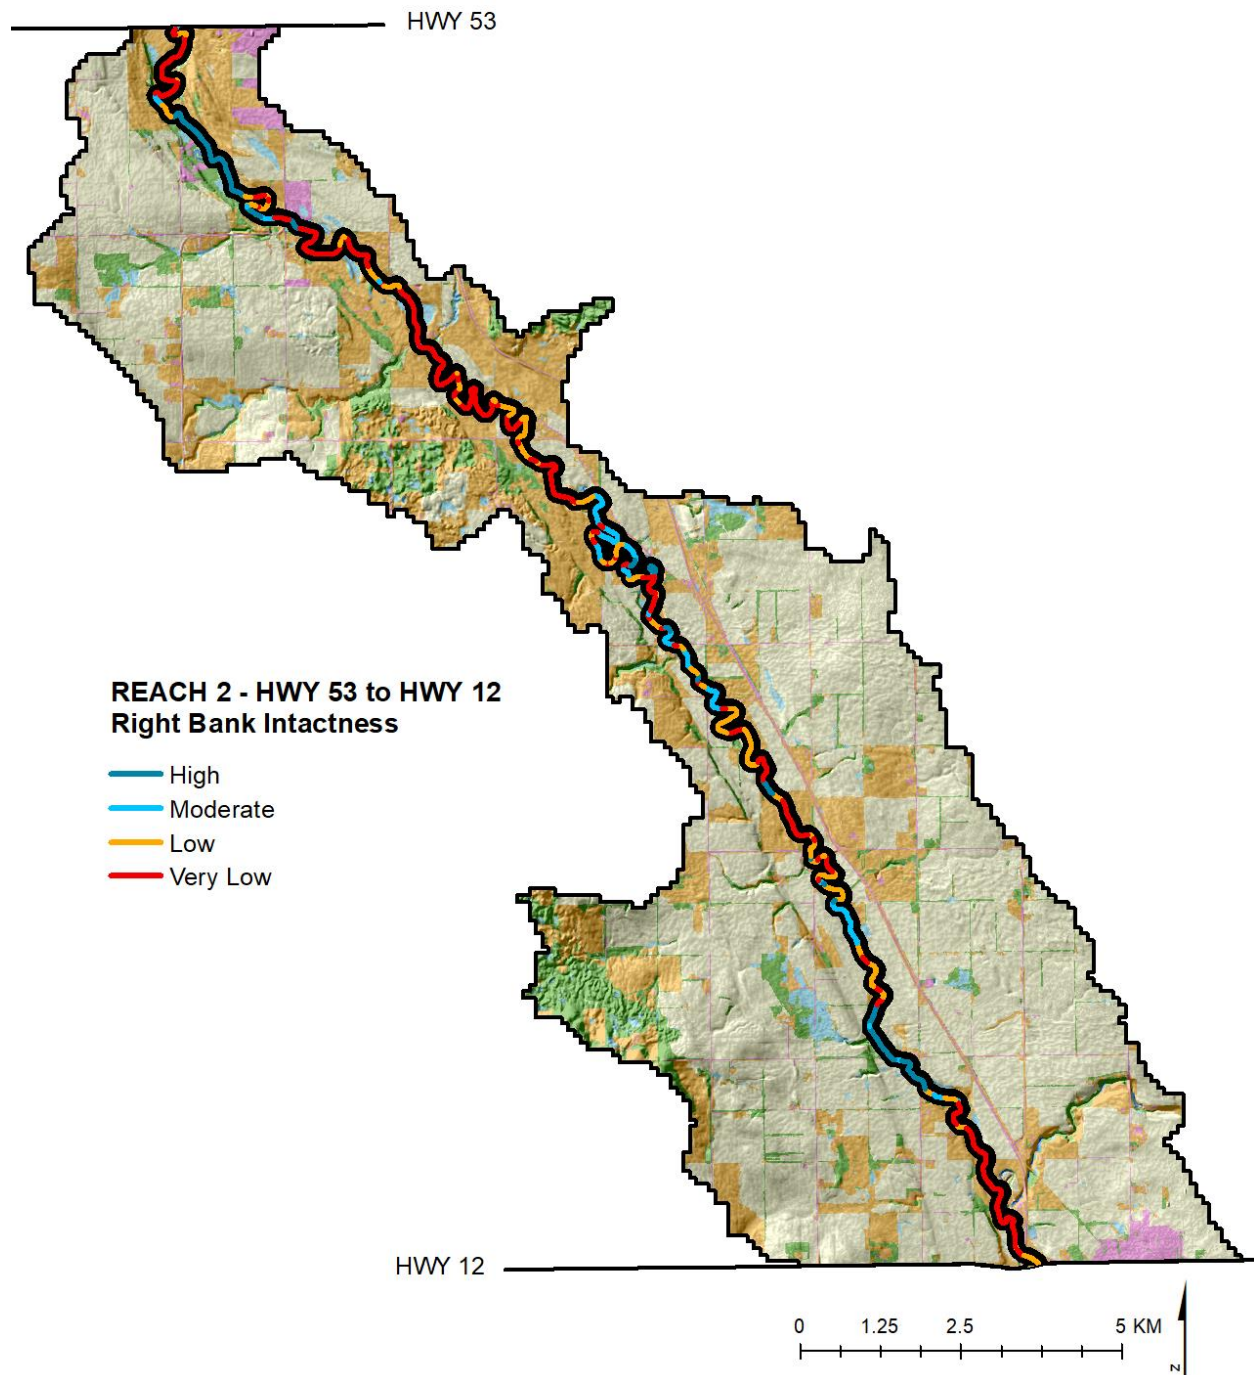 HWY 53
REACH 2 - HWY 53 to HWY 12
Right Bank Intactness
High
Moderate
Low
Very Low
HWY 12
0 1.25 2.5 5 KM
N